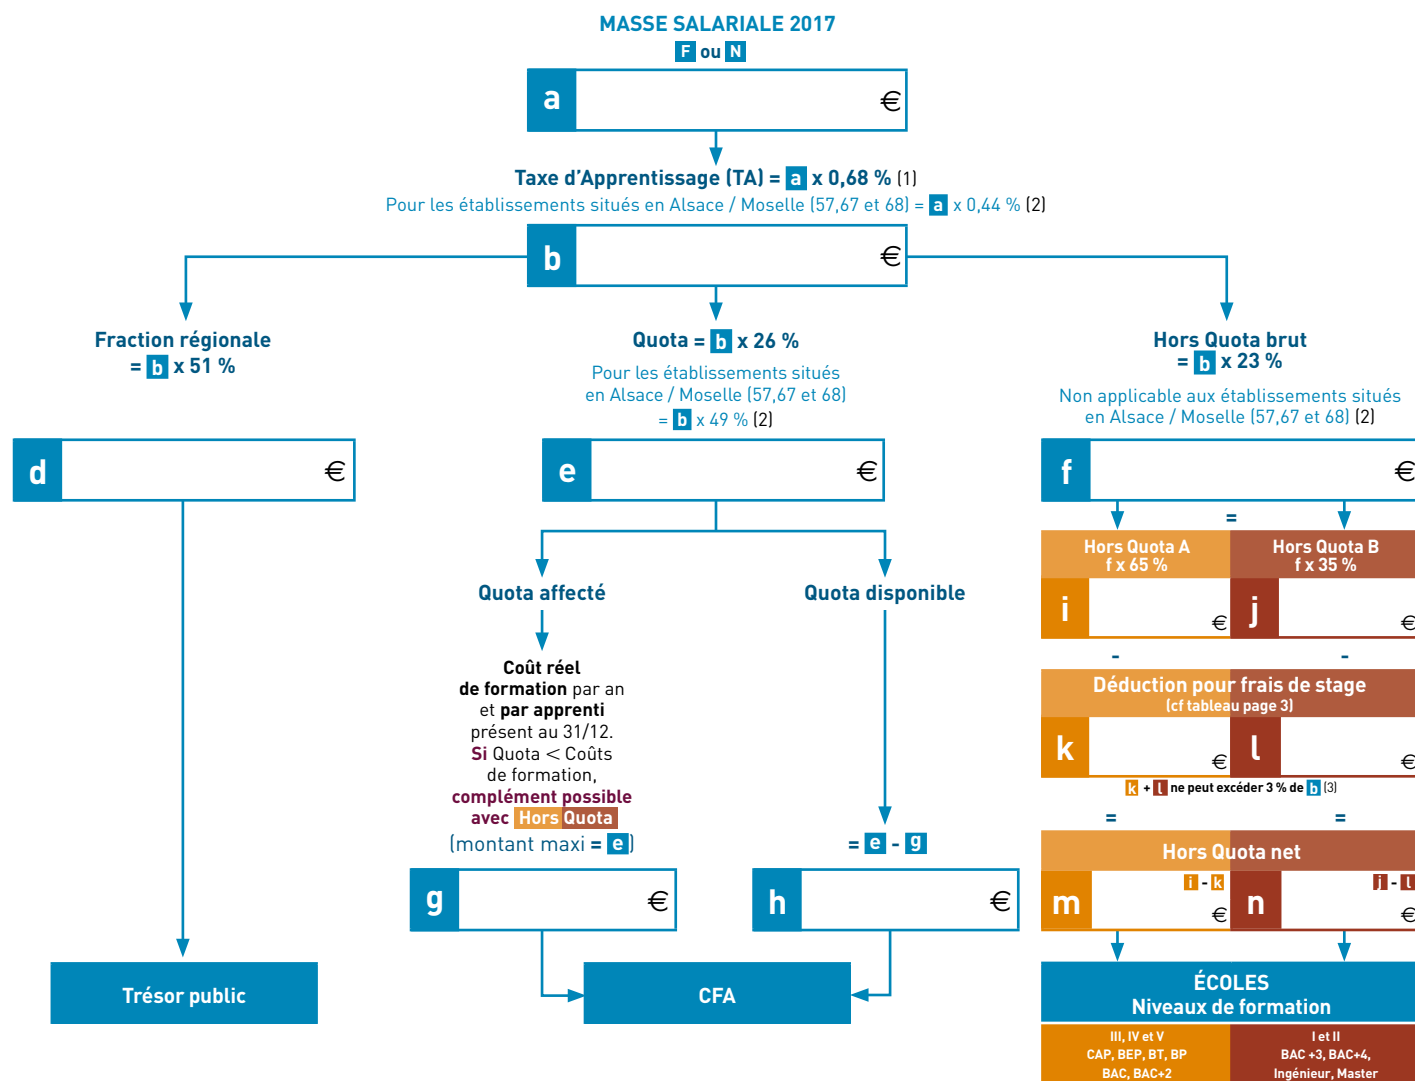 MASSE SALARIALE 2017
F ou N
a €
Taxe d'Apprentissage (TA) = a x 0,68 % (1)
Pour les établissements situés en Alsace / Moselle (57,67 et 68) = a x 0,44 % (2)
b €
Fraction régionale
= b x 51 %
d €
Quota = b x 26 %
Pour les établissements situés
en Alsace / Moselle (57,67 et 68)
= b x 49 % (2)
e €
Hors Quota brut
= b x 23 %
Non applicable aux établissements situés
en Alsace / Moselle (57,67 et 68) (2)
f €
Quota affecté
Coût réel
de formation par an
et par apprenti
présent au 31/12.
Si Quota < Coûts
de formation,
complément possible
avec Hors Quota
(montant maxi = e)
g €
Quota disponible
= e - g
h €
=
Hors Quota A
f x 65 %
i €
Hors Quota B
f x 35 %
j €
- -
Déduction pour frais de stage
(cf tableau page 3)
k € l €
k + l ne peut excéder 3 % de b (3)
= =
Hors Quota net
i - k j - l
m € n €
Trésor public
CFA
ÉCOLES
Niveaux de formation
III, IV et V
CAP, BEP, BT, BP
BAC, BAC+2
I et II
BAC +3, BAC+4,
Ingénieur, Master